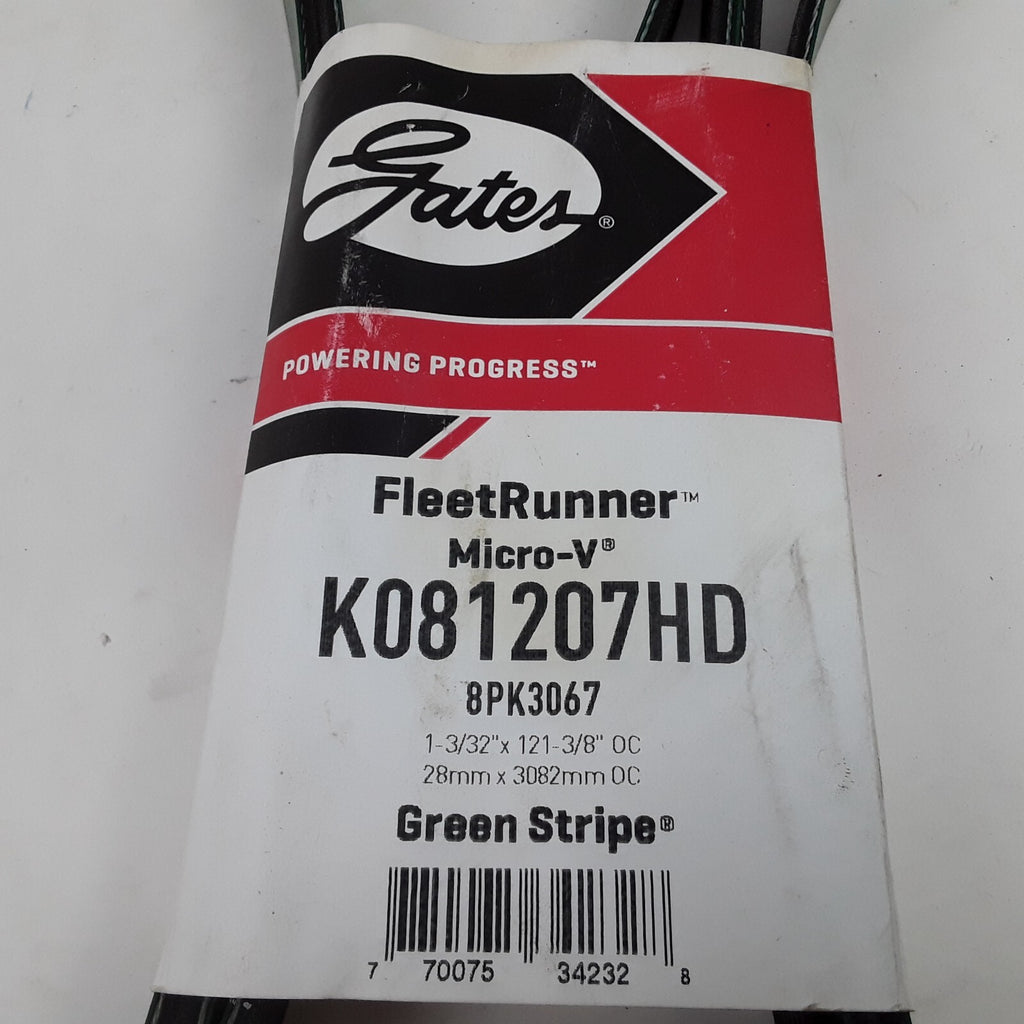 Gates®
POWERING PROGRESS™
FleetRunner™
Micro-V®
K081207HD
8PK3067
1-3/32"x 121-3/8" OC
28mm x 3082mm OC
Green Stripe®
7 70075 34232 8